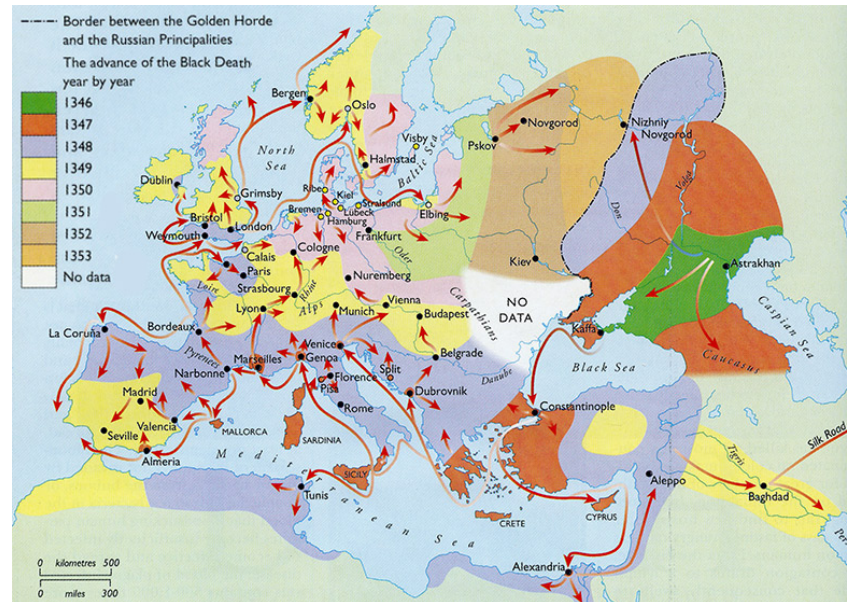 Border between the Golden Horde
and the Russian Principalities
The advance of the Black Death
year by year
1346
1347
1348
1349
1350
1351
1352
1353
No data
Bergen
Oslo
North
Sea
Visby
Baltic Sea
Halmstad
Pskov
Novgorod
Nizhniy
Novgorod
Volga
Don
Dublin
Grimsby
Ribe
Kiel
Stralsund
Lübeck
Bremen
Hamburg
Elbing
Bristol
London
Weymouth
Calais
Cologne
Frankfurt
Oder
Kiev
Astrakhan
Paris
Loire
Strasbourg
Rhine
Nuremberg
Carpathians
NO
DATA
Caspian Sea
Lyon
Alps
Munich
Vienna
Budapest
Kaffa
Caucasus
La Coruña
Bordeaux
Venice
Belgrade
Black Sea
Pyrenees
Marseilles
Genoa
Narbonne
Florence
Pisa
Split
Danube
Dubrovnik
Madrid
Rome
Constantinople
Valencia
Seville
MALLORCA
SARDINIA
Almeria
Mediterranean Sea
SICILY
Tunis
Aleppo
Tigris
Silk Road
Baghdad
CRETE
CYPRUS
Per
Alexandria
0 kilometres 500
0 miles 300